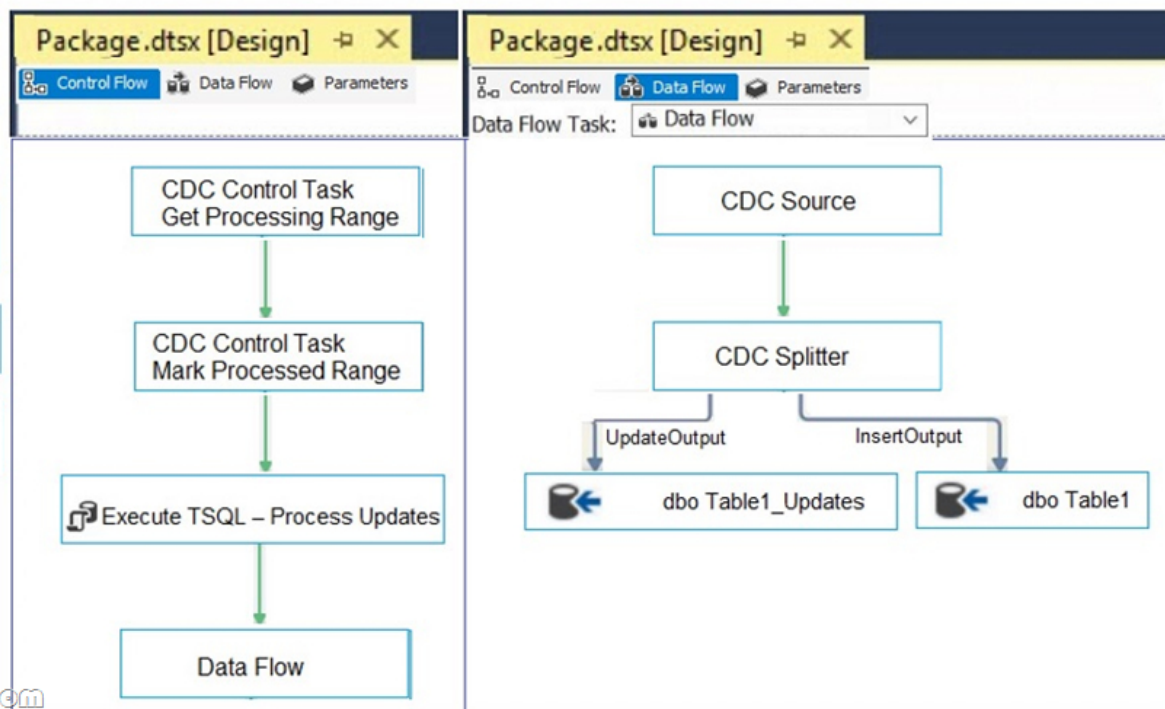 Package.dtsx [Design]
Control Flow Data Flow Parameters
CDC Control Task
Get Processing Range
CDC Control Task
Mark Processed Range
Execute TSQL – Process Updates
Data Flow
om
Package.dtsx [Design]
Control Flow Data Flow Parameters
Data Flow Task: Data Flow
CDC Source
CDC Splitter
UpdateOutput
InsertOutput
dbo Table1_Updates
dbo Table1